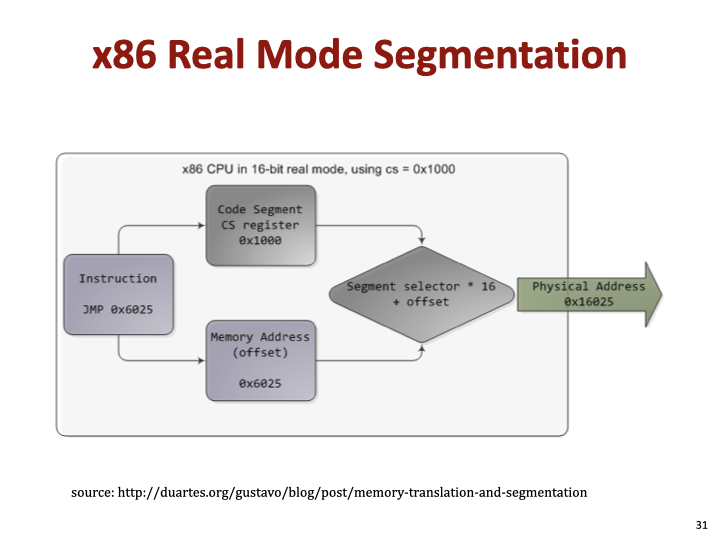 x86 Real Mode Segmentation
x86 CPU in 16-bit real mode, using cs = 0x1000
Code Segment
CS register
0x1000
Instruction
JMP 0x6025
Memory Address
(offset)
0x6025
Segment selector * 16
+ offset
Physical Address
0x16025
source: http://duartes.org/gustavo/blog/post/memory-translation-and-segmentation
31